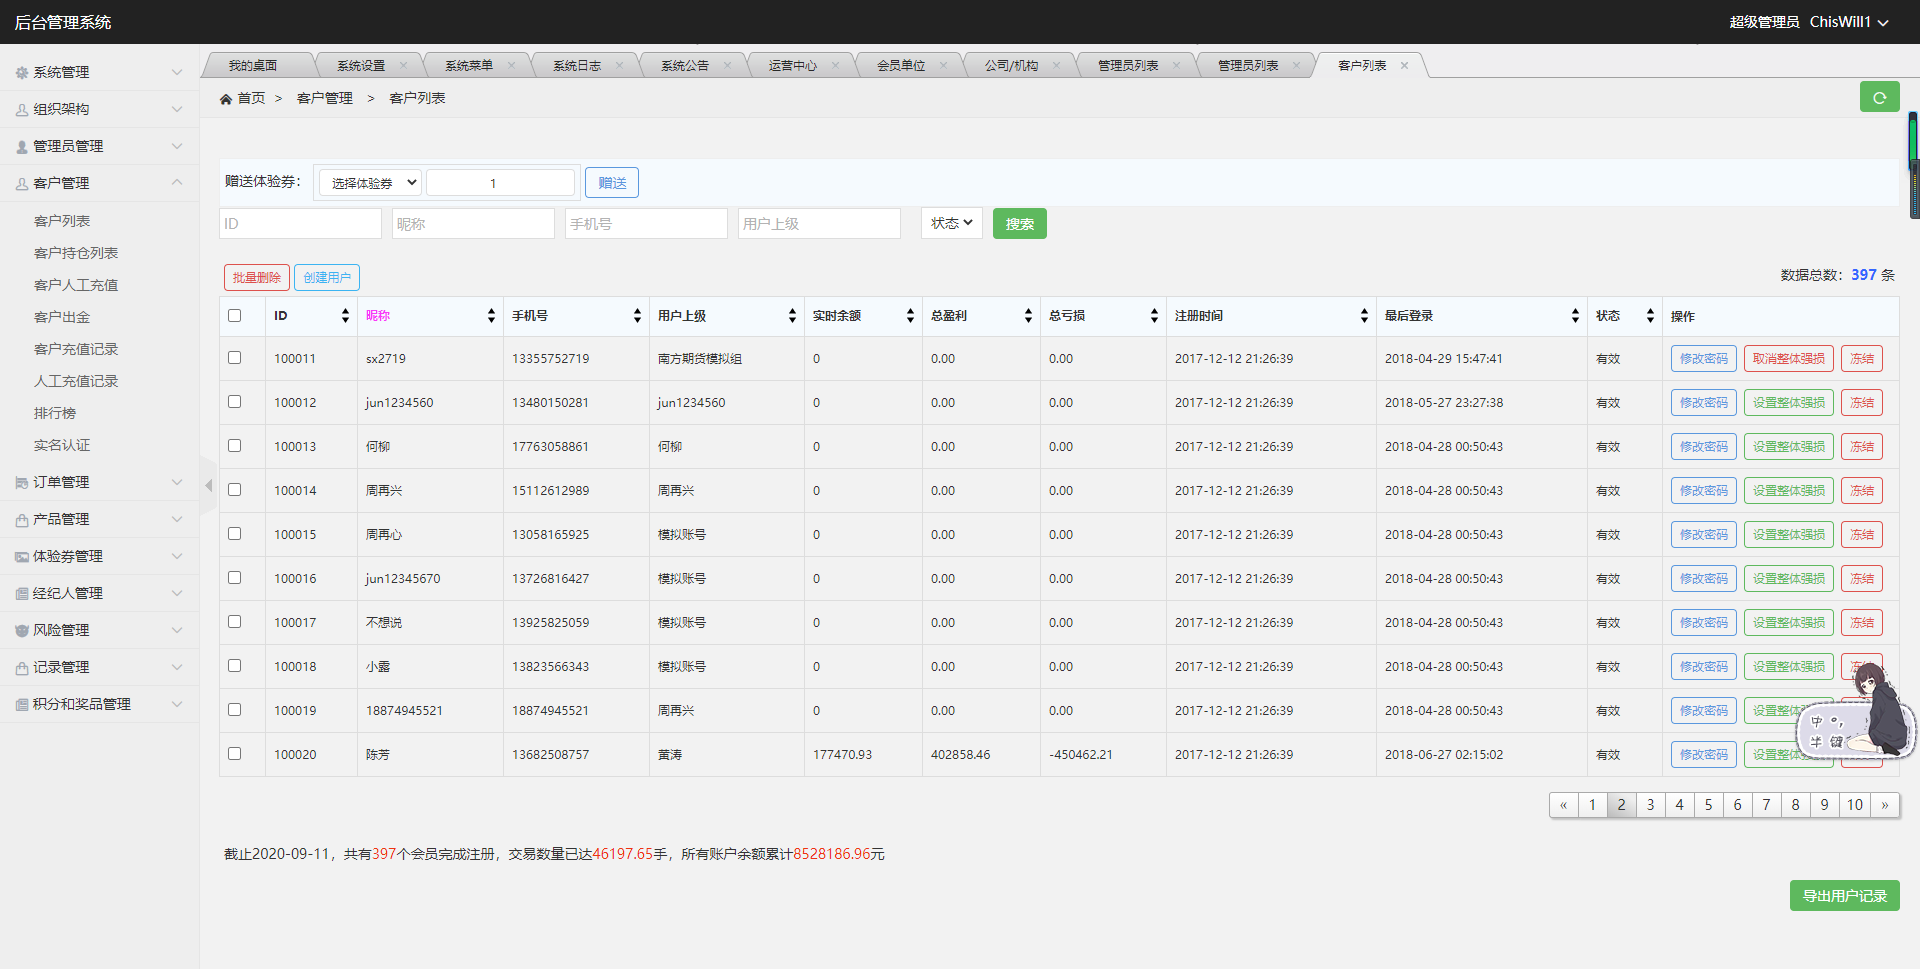 后台管理系统
超级管理员 ChisWill1
系统管理
组织架构
管理员管理
客户管理
客户列表
客户持仓列表
客户人工充值
客户出金
客户充值记录
人工充值记录
排行榜
实名认证
订单管理
产品管理
体验券管理
经纪人管理
风险管理
记录管理
积分和奖品管理
我的桌面 系统设置 系统菜单 系统日志 系统公告 运营中心 会员单位 公司/机构 管理员列表 管理员列表 客户列表
首页 > 客户管理 > 客户列表
赠送体验券： 选择体验券 1 赠送
ID 昵称 手机号 用户上级 状态 搜索
批量删除 创建用户 数据总数：397 条
ID 昵称 手机号 用户上级 实时余额 总盈利 总亏损 注册时间 最后登录 状态 操作
100011 sx2719 13355752719 南方期货模拟组 0 0.00 0.00 2017-12-12 21:26:39 2018-04-29 15:47:41 有效 修改密码 取消整体强损 冻结
100012 jun1234560 13480150281 jun1234560 0 0.00 0.00 2017-12-12 21:26:39 2018-05-27 23:27:38 有效 修改密码 设置整体强损 冻结
100013 何柳 17763058861 何柳 0 0.00 0.00 2017-12-12 21:26:39 2018-04-28 00:50:43 有效 修改密码 设置整体强损 冻结
100014 周再兴 15112612989 周再兴 0 0.00 0.00 2017-12-12 21:26:39 2018-04-28 00:50:43 有效 修改密码 设置整体强损 冻结
100015 周再心 13058165925 模拟账号 0 0.00 0.00 2017-12-12 21:26:39 2018-04-28 00:50:43 有效 修改密码 设置整体强损 冻结
100016 jun12345670 13726816427 模拟账号 0 0.00 0.00 2017-12-12 21:26:39 2018-04-28 00:50:43 有效 修改密码 设置整体强损 冻结
100017 不想说 13925825059 模拟账号 0 0.00 0.00 2017-12-12 21:26:39 2018-04-28 00:50:43 有效 修改密码 设置整体强损 冻结
100018 小露 13823566343 模拟账号 0 0.00 0.00 2017-12-12 21:26:39 2018-04-28 00:50:43 有效 修改密码 设置整体强损 冻结
100019 18874945521 18874945521 周再兴 0 0.00 0.00 2017-12-12 21:26:39 2018-04-28 00:50:43 有效 修改密码 设置整体
100020 陈芳 13682508757 黄涛 177470.93 402858.46 -450462.21 2017-12-12 21:26:39 2018-06-27 02:15:02 有效 修改密码 设置整体强损
中 °,
半 键
« 1 2 3 4 5 6 7 8 9 10 »
截止2020-09-11，共有397个会员完成注册，交易数量已达46197.65手，所有账户余额累计8528186.96元
导出用户记录